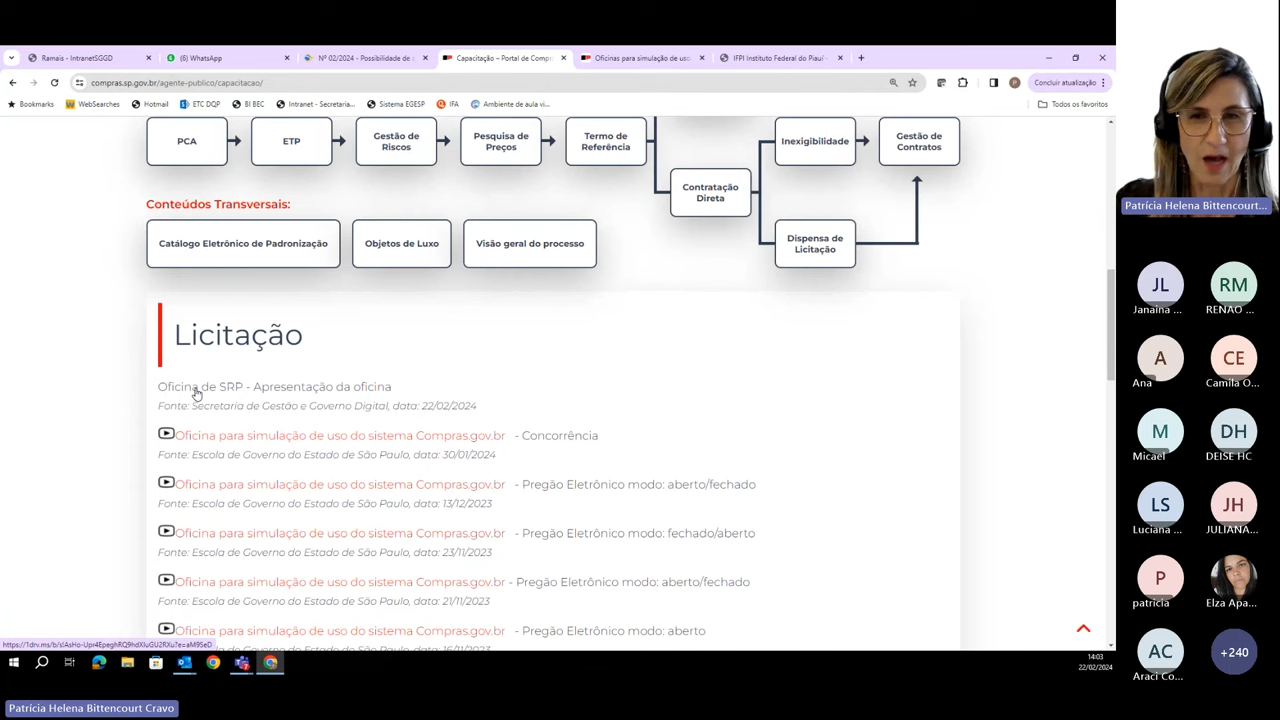 Ramais - IntranetSGGD
(6) WhatsApp
Nº 02/2024 - Possibilidade de
Capacitação – Portal de Compr
Oficinas para simulação de uso
IFPI Instituto Federal do Piauí
compras.sp.gov.br/agente-publico/capacitacao/
Concluir atualização
Bookmarks
WebSearches
Hotmail
ETC DQP
BI BEC
Intranet - Secretaria...
Sistema EGESP
IFA
Ambiente de aula vi...
Todos os favoritos
PCA
ETP
Gestão de
Riscos
Pesquisa de
Preços
Termo de
Referência
Inexigibilidade
Gestão de
Contratos
Contratação
Direta
Conteúdos Transversais:
Catálogo Eletrônico de Padronização
Objetos de Luxo
Visão geral do processo
Dispensa de
Licitação
Licitação
Oficina de SRP - Apresentação da oficina
Fonte: Secretaria de Gestão e Governo Digital, data: 22/02/2024
Oficina para simulação de uso do sistema Compras.gov.br - Concorrência
Fonte: Escola de Governo do Estado de São Paulo, data: 30/01/2024
Oficina para simulação de uso do sistema Compras.gov.br - Pregão Eletrônico modo: aberto/fechado
Fonte: Escola de Governo do Estado de São Paulo, data: 13/12/2023
Oficina para simulação de uso do sistema Compras.gov.br - Pregão Eletrônico modo: fechado/aberto
Fonte: Escola de Governo do Estado de São Paulo, data: 23/11/2023
Oficina para simulação de uso do sistema Compras.gov.br - Pregão Eletrônico modo: aberto/fechado
Fonte: Escola de Governo do Estado de São Paulo, data: 21/11/2023
Oficina para simulação de uso do sistema Compras.gov.br - Pregão Eletrônico modo: aberto
14:03
22/02/2024
Patrícia Helena Bittencourt Cravo
Patrícia Helena Bittencourt...
JL
Janaina ...
RM
RENAO ...
A
Ana
CE
Camila O...
M
Micael
DH
DEISE HC
LS
Luciana ...
JH
JULIANA...
P
patricia
Elza Apa...
AC
Araci Co...
+240